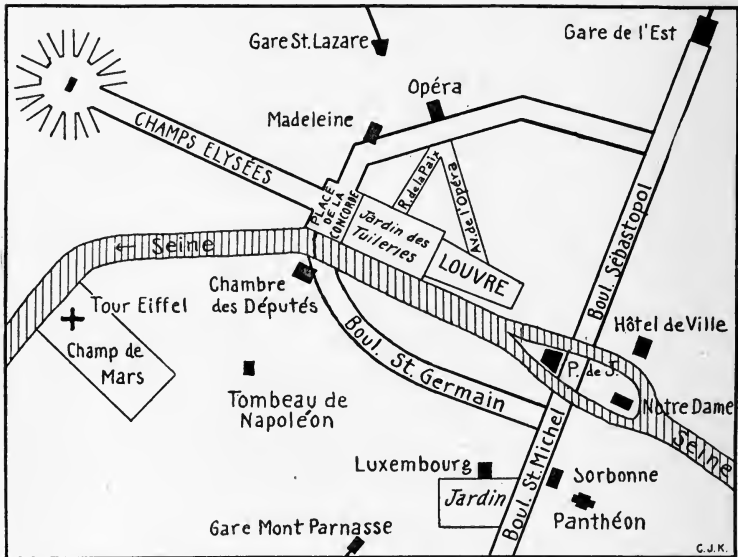 Gare St. Lazare
Gare de l'Est
Opéra
Madeleine
CHAMPS ELYSÉES
R. de la Paix
Av. de l'Opéra
PLACE
DE LA
CONCORDE
Jardin des
Tuileries
LOUVRE
Boul. Sébastopol
← Seine
Chambre
des Députés
Tour Eiffel
Champ de
Mars
Hôtel de Ville
P. de J.
Boul. St. Germain
Tombeau de
Napoléon
Notre Dame
Seine
Luxembourg
Jardin
Boul. St. Michel
Sorbonne
Panthéon
Gare Mont Parnasse
C.J.K.